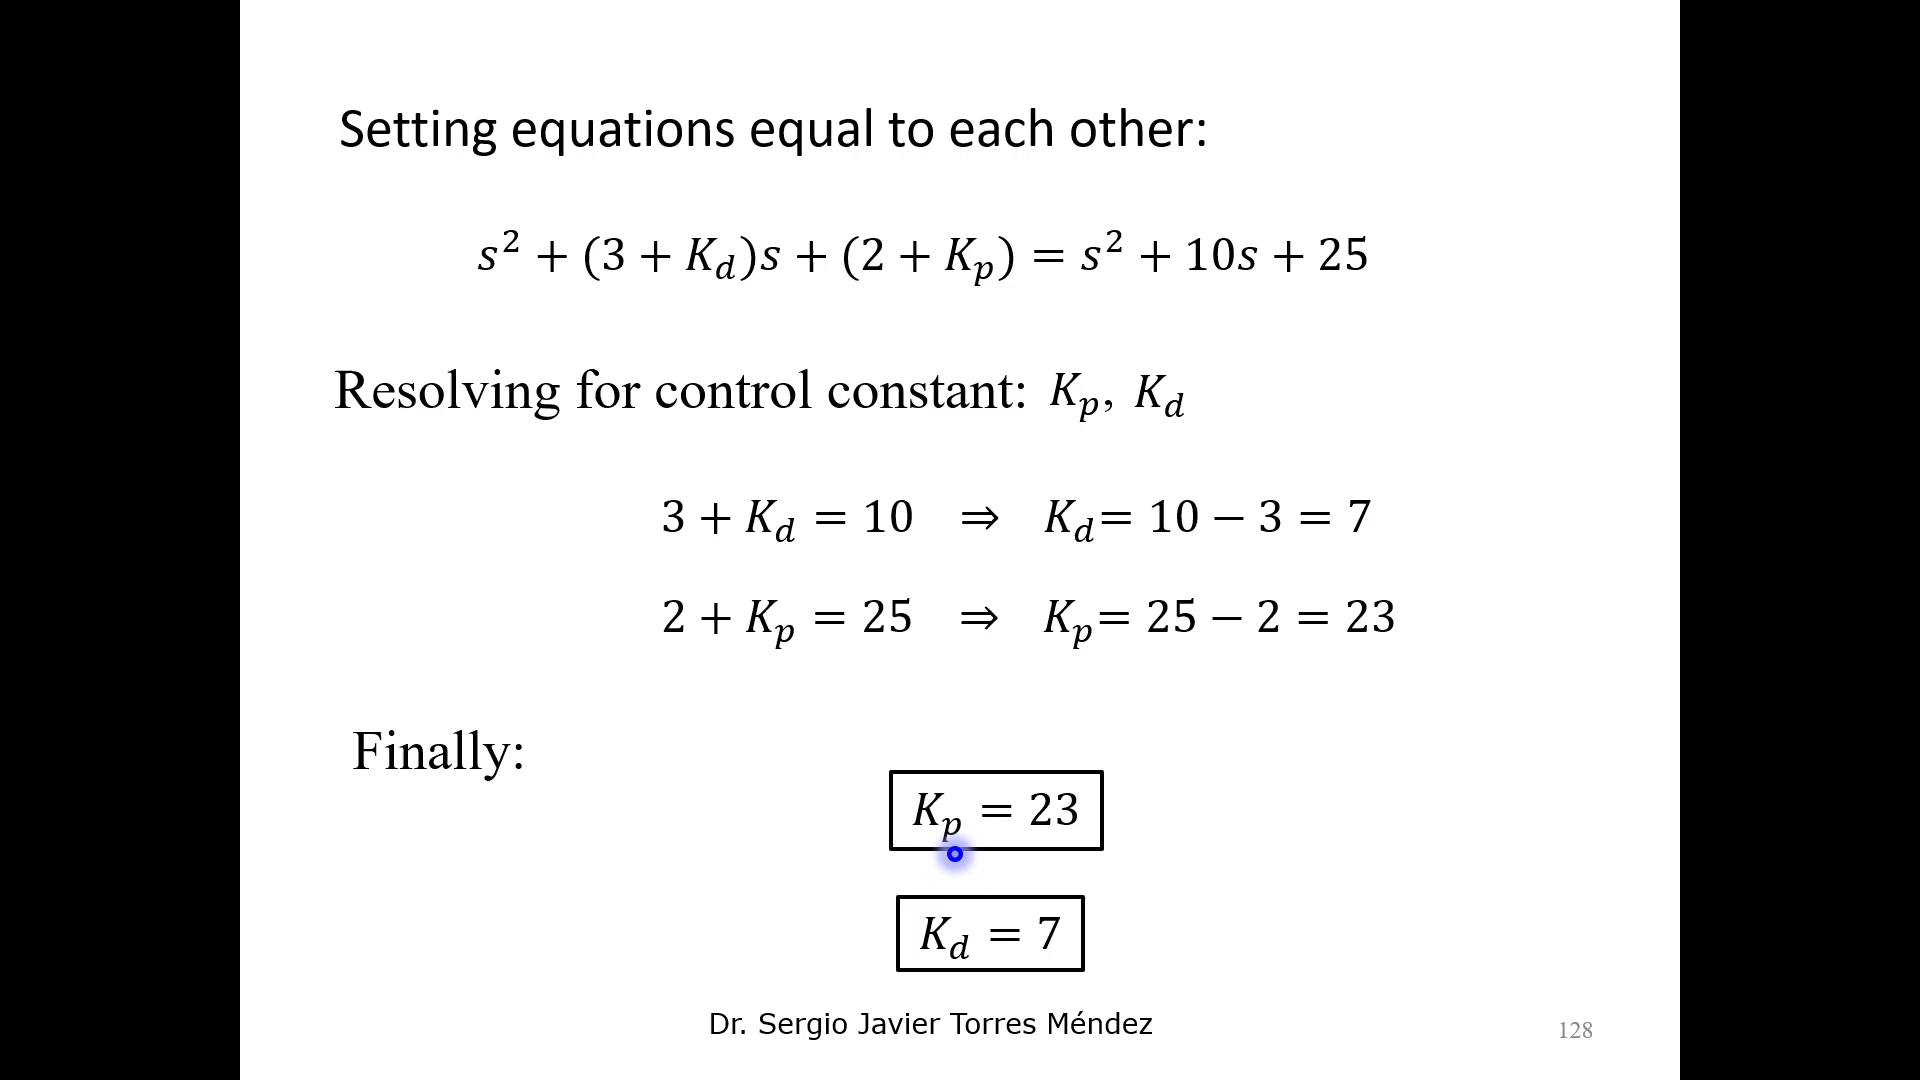 Setting equations equal to each other:
s² + (3 + K_d)s + (2 + K_p) = s² + 10s + 25
Resolving for control constant: K_p, K_d
3 + K_d = 10 ⇒ K_d = 10 − 3 = 7
2 + K_p = 25 ⇒ K_p = 25 − 2 = 23
Finally:
K_p = 23
K_d = 7
Dr. Sergio Javier Torres Méndez
128